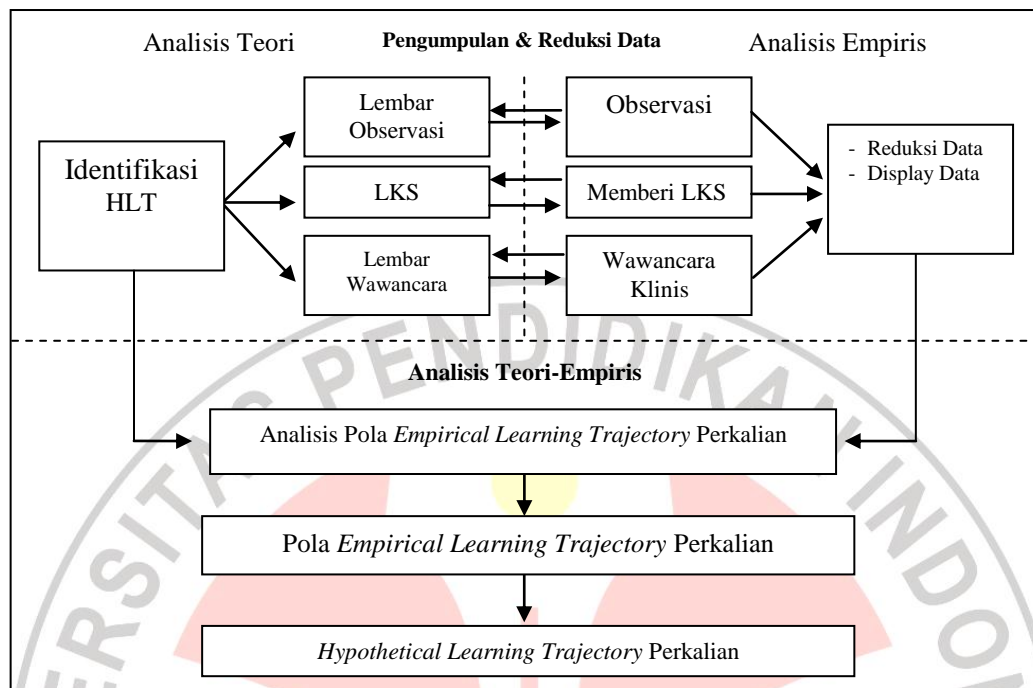 Analisis Teori
Pengumpulan & Reduksi Data
Analisis Empiris
Lembar
Observasi
Observasi
Identifikasi
HLT
- Reduksi Data
- Display Data
LKS
Memberi LKS
Lembar
Wawancara
Wawancara
Klinis
Analisis Teori-Empiris
Analisis Pola Empirical Learning Trajectory Perkalian
Pola Empirical Learning Trajectory Perkalian
Hypothetical Learning Trajectory Perkalian
PENDIDIKAN